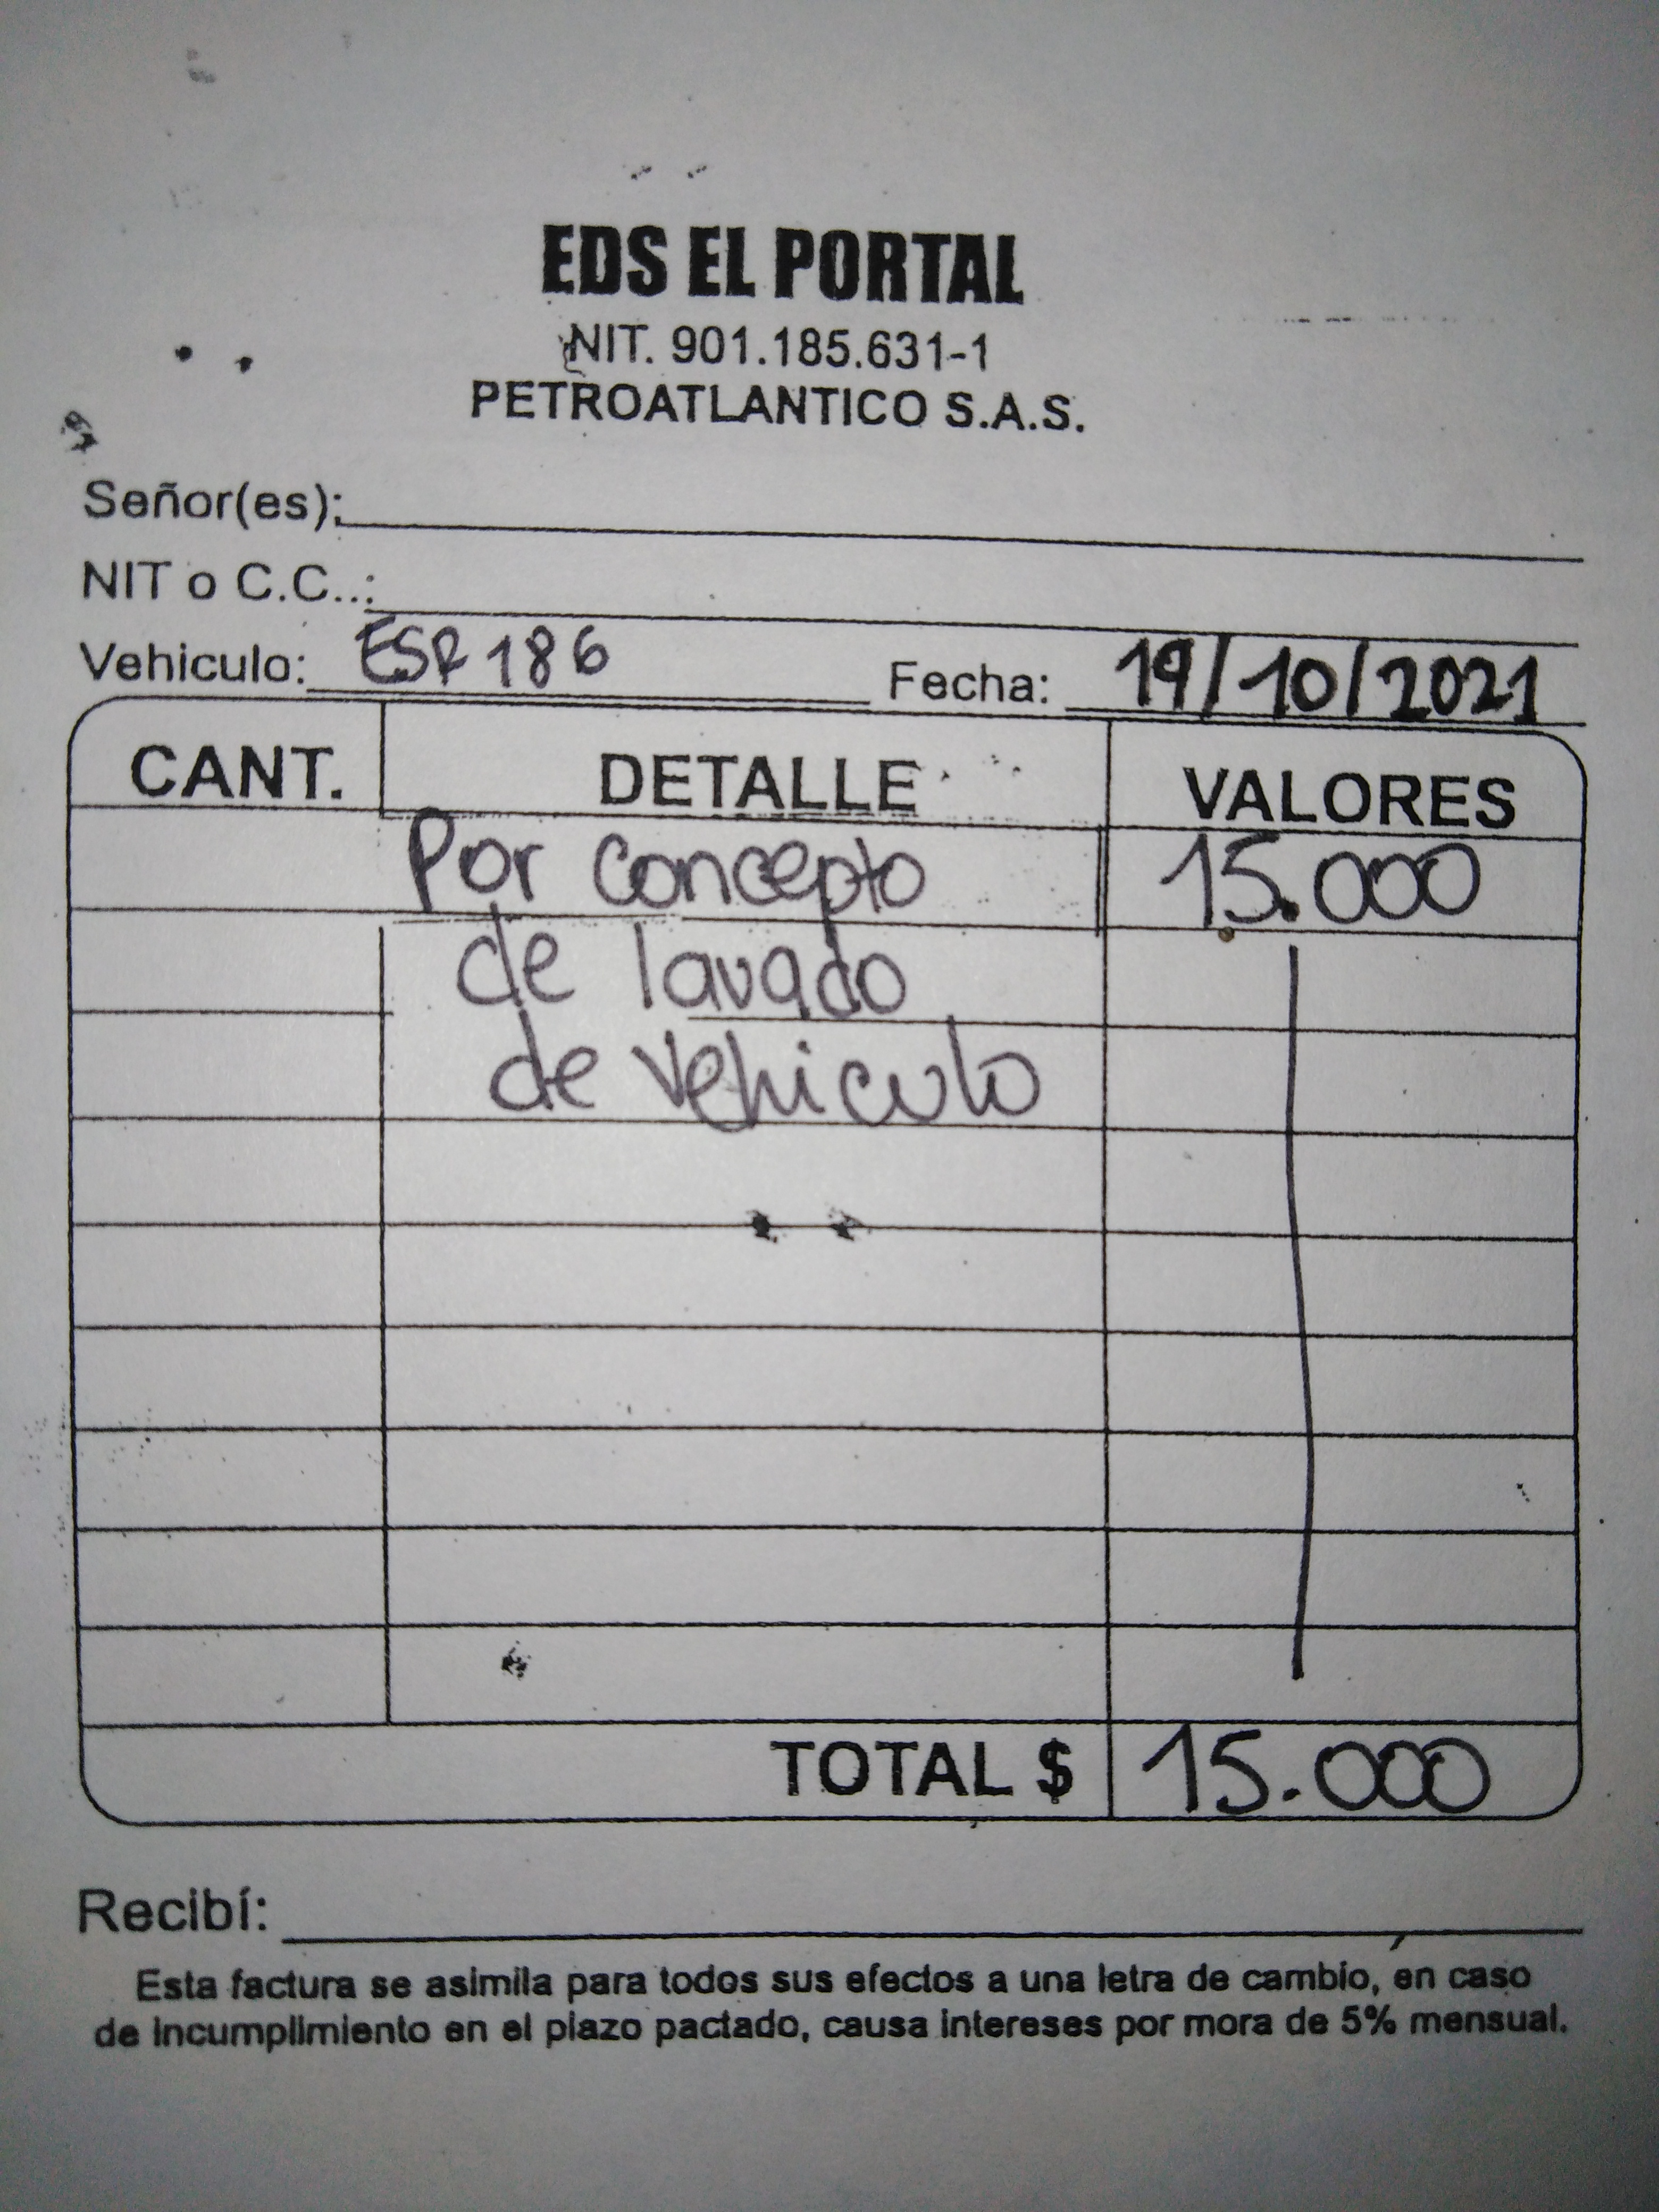 EDS EL PORTAL
NIT. 901.185.631-1
PETROATLANTICO S.A.S.
Señor(es):
NIT o C.C..:
Vehiculo: ESR 186 Fecha: 19/10/2021
CANT. DETALLE VALORES
Por concepto 15.000
de lavado
de vehiculo
TOTAL $ 15.000
Recibí:
Esta factura se asimila para todos sus efectos a una letra de cambio, en caso
de incumplimiento en el plazo pactado, causa intereses por mora de 5% mensual.